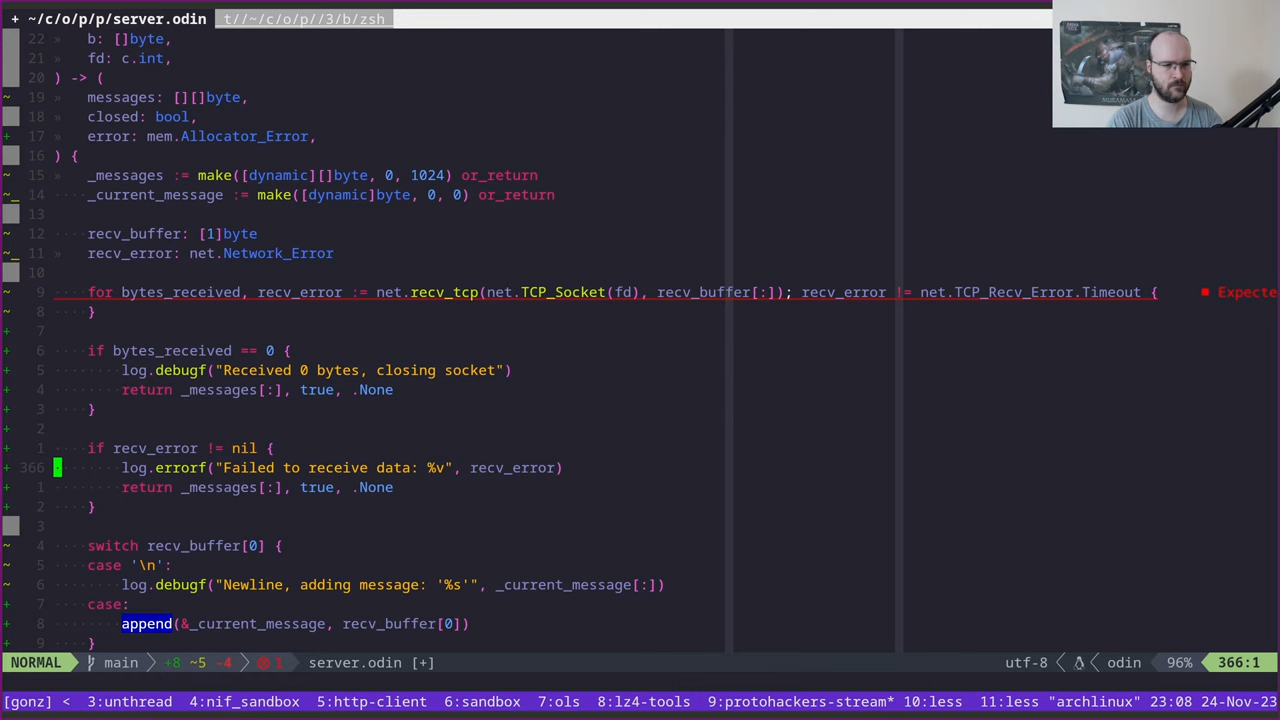 + ~/c/o/p/p/server.odin t//~/c/o/p//3/b/zsh
22 » b: []byte,
21 » fd: c.int,
20 ) -> (
~ 19 » messages: [][]byte,
18 » closed: bool,
+ 17 » error: mem.Allocator_Error,
16 ) {
~ 15 » _messages := make([dynamic][]byte, 0, 1024) or_return
~_ 14 ···· _current_message := make([dynamic]byte, 0, 0) or_return
13
~ 12 ···· recv_buffer: [1]byte
~_ 11 » recv_error: net.Network_Error
10
~ 9 ···· for bytes_received, recv_error := net.recv_tcp(net.TCP_Socket(fd), recv_buffer[:]); recv_error != net.TCP_Recv_Error.Timeout { ■ Expecte
~ 8 ···· }
+ 7
+ 6 ···· if bytes_received == 0 {
+ 5 ········ log.debugf("Received 0 bytes, closing socket")
+ 4 ········ return _messages[:], true, .None
+ 3 ···· }
+ 2
+ 1 ···· if recv_error != nil {
+ 366 ········ log.errorf("Failed to receive data: %v", recv_error)
+ 1 ········ return _messages[:], true, .None
+ 2 ···· }
3
~ 4 ···· switch recv_buffer[0] {
~ 5 ···· case '\n':
~ 6 ········ log.debugf("Newline, adding message: '%s'", _current_message[:])
+ 7 ···· case:
+ 8 ········ append(&_current_message, recv_buffer[0])
+ 9 ···· }
NORMAL main +8 ~5 -4 1 server.odin [+] utf-8 odin 96% 366:1
[gonz] < 3:unthread 4:nif_sandbox 5:http-client 6:sandbox 7:ols 8:lz4-tools 9:protohackers-stream* 10:less 11:less "archlinux" 23:08 24-Nov-23